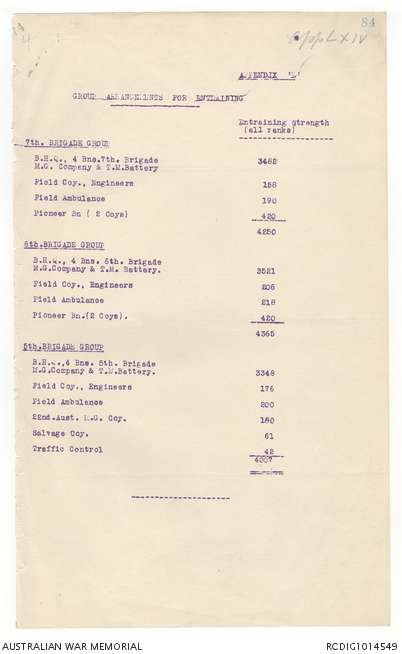 84
App XIV
APPENDIX
GROUP ARRANGEMENTS FOR ENTRAINING
Entraining Strength
(all ranks)
7th. BRIGADE GROUP
B.H.Q., 4 Bns.7th. Brigade
M.G. Company & T.M.Battery 3482
Field Coy., Engineers 158
Field Ambulance 190
Pioneer Bn ( 2 Coys) 420
4250
6th.BRIGADE GROUP
B.H.Q., 4 Bns. 6th. Brigade
M.G.Company & T.M. Battery. 3521
Field Coy., Engineers 206
Field Ambulance 218
Pioneer Bn.(2 Coys). 420
4365
5th.BRIGADE GROUP
B.H.Q.,4 Bns. 5th. Brigade
M.G.Company & T.M.Battery. 3348
Field Coy., Engineers 176
Field Ambulance 200
22nd.Aust. M.G. Coy. 180
Salvage Coy. 61
Traffic Control 42
4007
AUSTRALIAN WAR MEMORIAL RCDIG1014549